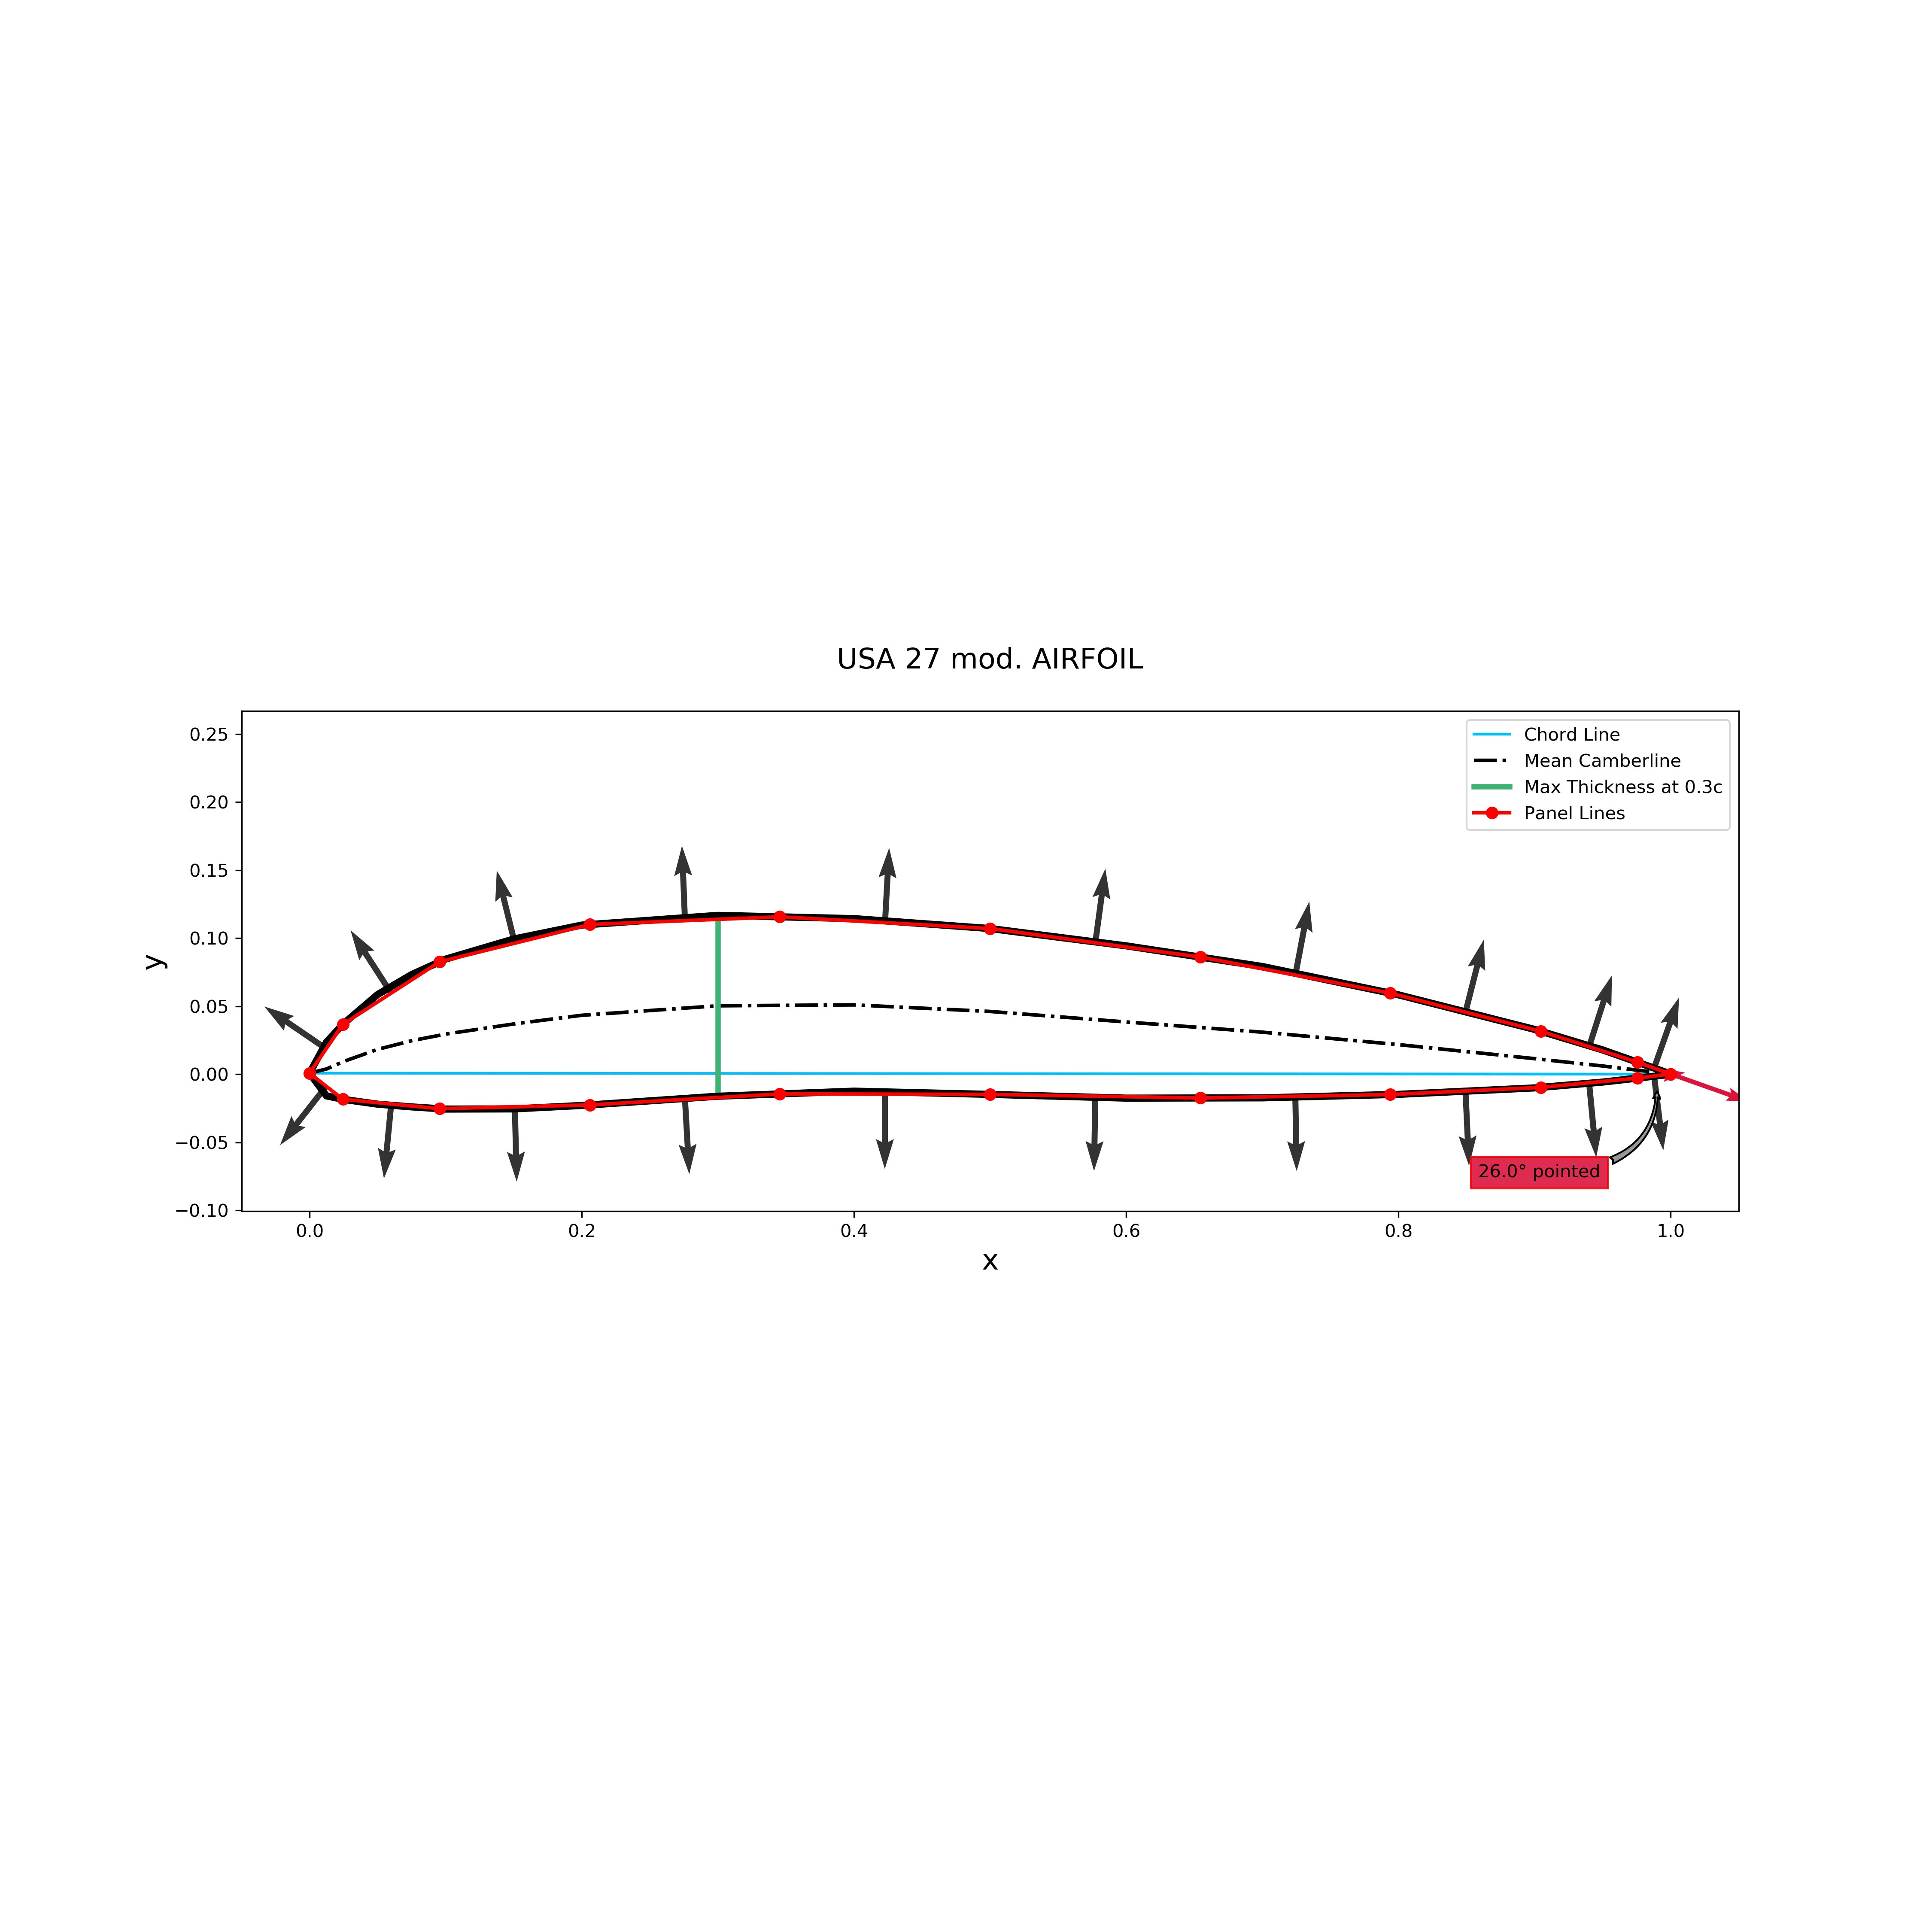 USA 27 mod. AIRFOIL
0.25
0.20
0.15
0.10
0.05
0.00
−0.05
−0.10
y
Chord Line
Mean Camberline
Max Thickness at 0.3c
Panel Lines
26.0° pointed
0.0 0.2 0.4 0.6 0.8 1.0
x